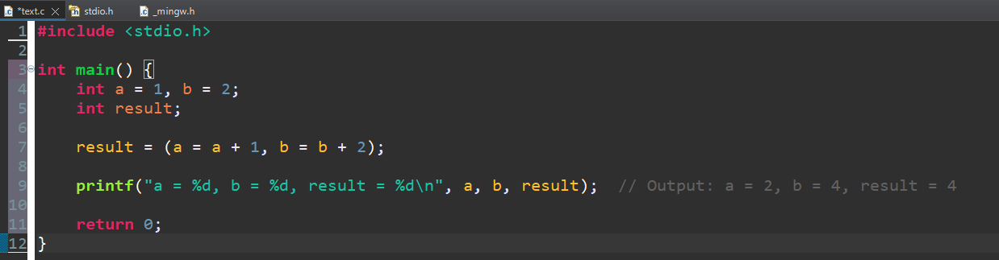 *text.c stdio.h _mingw.h
1 #include <stdio.h>
2
3 int main() {
4     int a = 1, b = 2;
5     int result;
6
7     result = (a = a + 1, b = b + 2);
8
9     printf("a = %d, b = %d, result = %d\n", a, b, result);  // Output: a = 2, b = 4, result = 4
10
11     return 0;
12 }